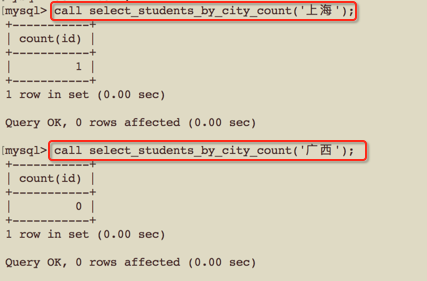 mysql> call select_students_by_city_count('上海');
+-----------+
| count(id) |
+-----------+
|         1 |
+-----------+
1 row in set (0.00 sec)
Query OK, 0 rows affected (0.00 sec)
[mysql> call select_students_by_city_count('广西');
+-----------+
| count(id) |
+-----------+
|         0 |
+-----------+
1 row in set (0.00 sec)
Query OK, 0 rows affected (0.00 sec)